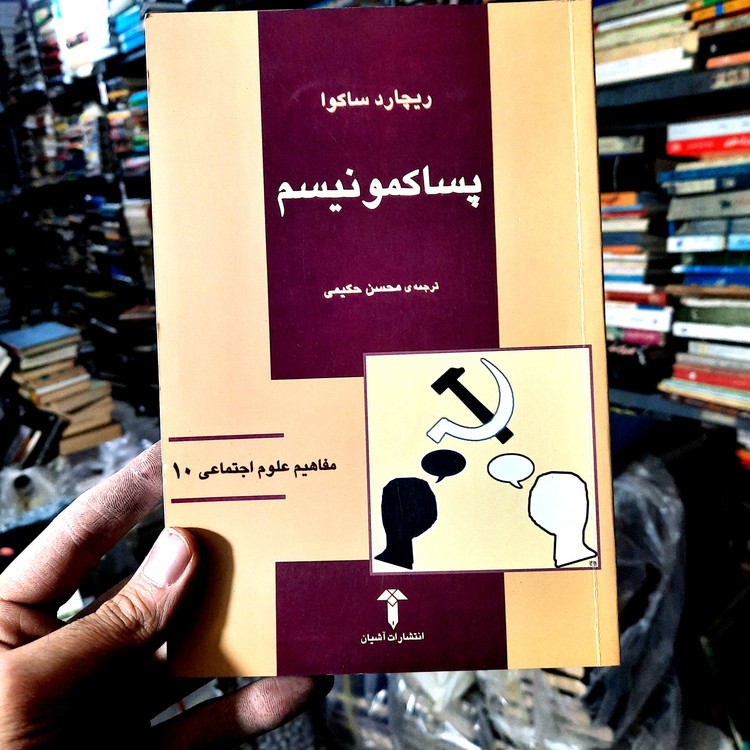 ریچارد ساکوا
پساکمونیسم
ترجمه‌ی محسن حکیمی
مفاهیم علوم اجتماعی ۱۰
انتشارات آشیان